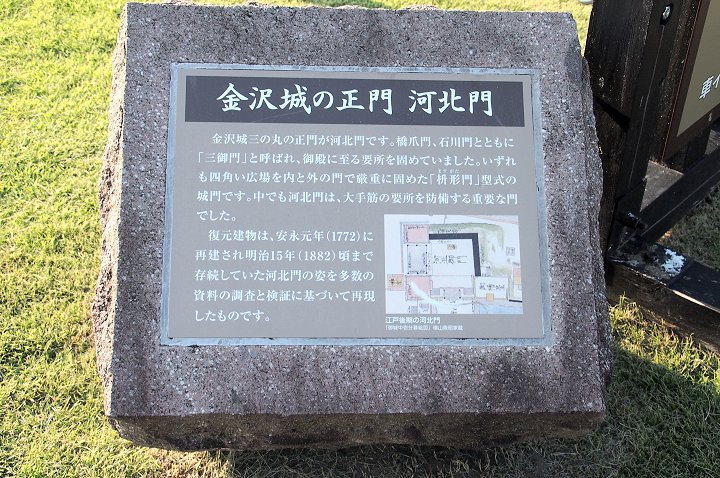 金沢城の正門 河北門
金沢城三の丸の正門が河北門です。橋爪門、石川門とともに
「三御門」と呼ばれ、御殿に至る要所を固めていました。いずれ
も四角い広場を内と外の門で厳重に固めた「枡形門」型式の
城門です。中でも河北門は、大手筋の要所を防備する重要な門
でした。
復元建物は、安永元年(1772)に
再建され明治15年(1882)頃まで
存続していた河北門の姿を多数の
資料の調査と検証に基づいて再現
したものです。
江戸後期の河北門
車イ